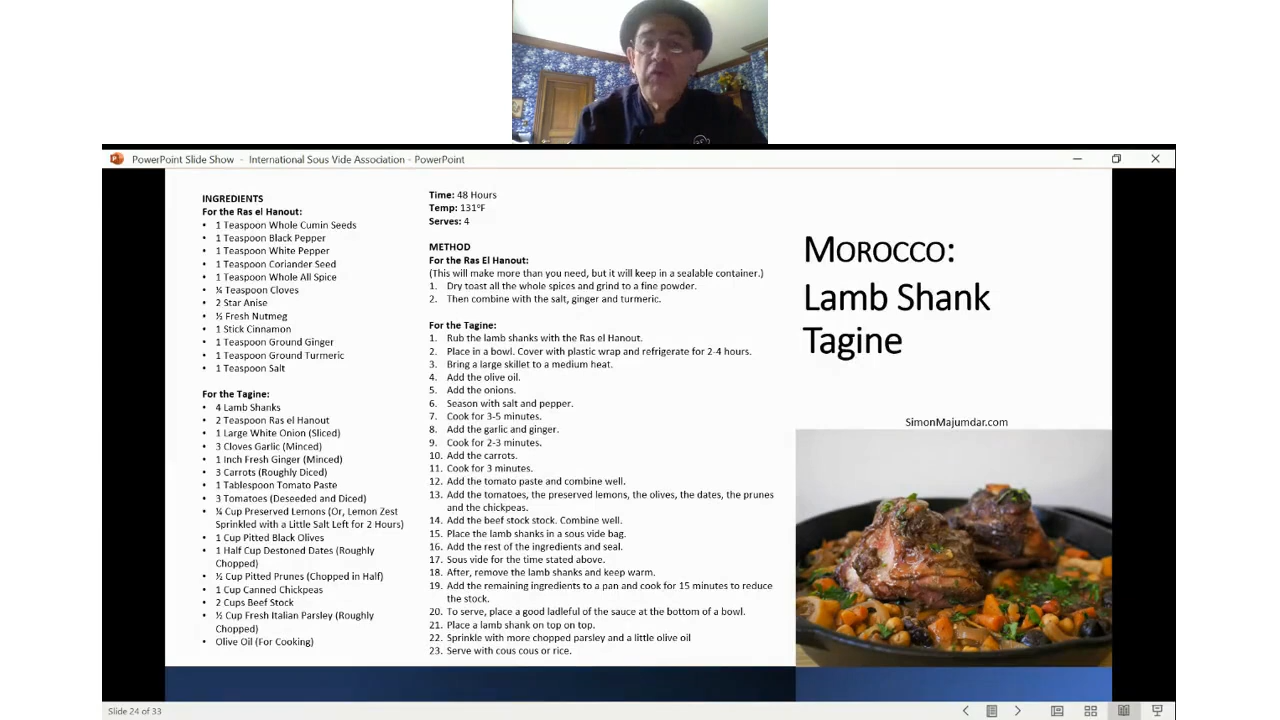 PowerPoint Slide Show - International Sous Vide Association - PowerPoint
INGREDIENTS
For the Ras el Hanout:
• 1 Teaspoon Whole Cumin Seeds
• 1 Teaspoon Black Pepper
• 1 Teaspoon White Pepper
• 1 Teaspoon Coriander Seed
• 1 Teaspoon Whole All Spice
• ¼ Teaspoon Cloves
• 2 Star Anise
• ½ Fresh Nutmeg
• 1 Stick Cinnamon
• 1 Teaspoon Ground Ginger
• 1 Teaspoon Ground Turmeric
• 1 Teaspoon Salt
For the Tagine:
• 4 Lamb Shanks
• 2 Teaspoon Ras el Hanout
• 1 Large White Onion (Sliced)
• 3 Cloves Garlic (Minced)
• 1 Inch Fresh Ginger (Minced)
• 3 Carrots (Roughly Diced)
• 1 Tablespoon Tomato Paste
• 3 Tomatoes (Deseeded and Diced)
• ¼ Cup Preserved Lemons (Or, Lemon Zest
Sprinkled with a Little Salt Left for 2 Hours)
• 1 Cup Pitted Black Olives
• 1 Half Cup Destoned Dates (Roughly
Chopped)
• ½ Cup Pitted Prunes (Chopped in Half)
• 1 Cup Canned Chickpeas
• 2 Cups Beef Stock
• ½ Cup Fresh Italian Parsley (Roughly
Chopped)
• Olive Oil (For Cooking)
Time: 48 Hours
Temp: 131°F
Serves: 4
METHOD
For the Ras El Hanout:
(This will make more than you need, but it will keep in a sealable container.)
1. Dry toast all the whole spices and grind to a fine powder.
2. Then combine with the salt, ginger and turmeric.
For the Tagine:
1. Rub the lamb shanks with the Ras el Hanout.
2. Place in a bowl. Cover with plastic wrap and refrigerate for 2-4 hours.
3. Bring a large skillet to a medium heat.
4. Add the olive oil.
5. Add the onions.
6. Season with salt and pepper.
7. Cook for 3-5 minutes.
8. Add the garlic and ginger.
9. Cook for 2-3 minutes.
10. Add the carrots.
11. Cook for 3 minutes.
12. Add the tomato paste and combine well.
13. Add the tomatoes, the preserved lemons, the olives, the dates, the prunes
and the chickpeas.
14. Add the beef stock stock. Combine well.
15. Place the lamb shanks in a sous vide bag.
16. Add the rest of the ingredients and seal.
17. Sous vide for the time stated above.
18. After, remove the lamb shanks and keep warm.
19. Add the remaining ingredients to a pan and cook for 15 minutes to reduce
the stock.
20. To serve, place a good ladleful of the sauce at the bottom of a bowl.
21. Place a lamb shank on top on top.
22. Sprinkle with more chopped parsley and a little olive oil
23. Serve with cous cous or rice.
MOROCCO:
Lamb Shank
Tagine
SimonMajumdar.com
Slide 24 of 33